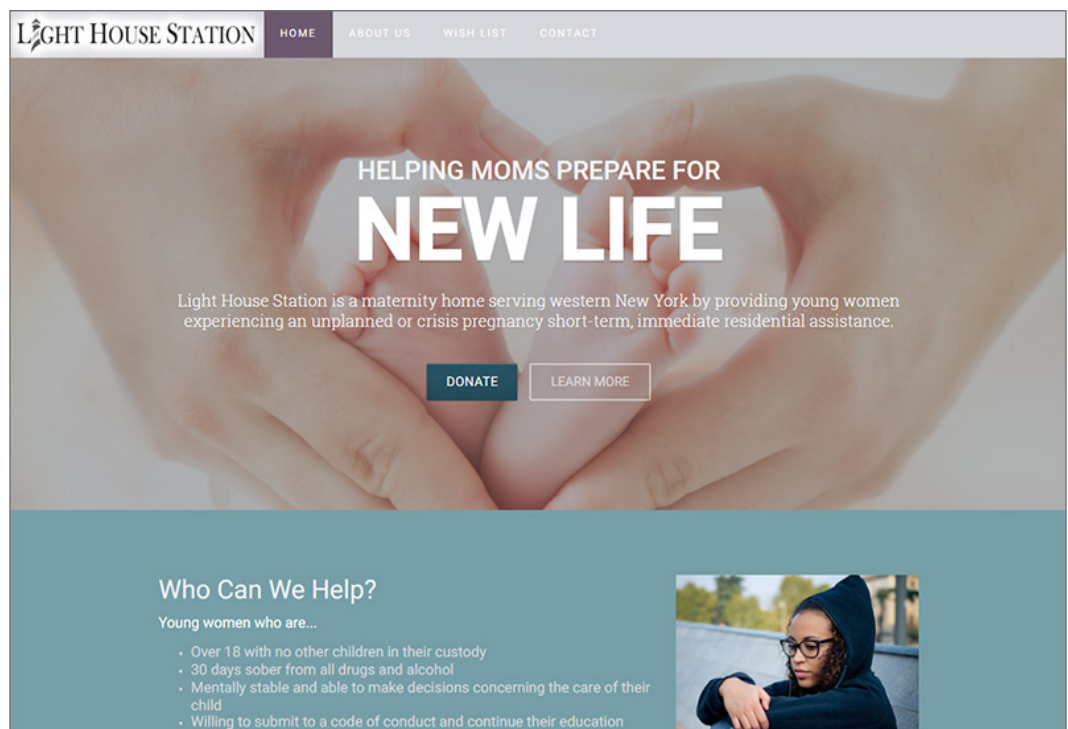 LIGHT HOUSE STATION
HOME ABOUT US WISH LIST CONTACT
HELPING MOMS PREPARE FOR
NEW LIFE
Light House Station is a maternity home serving western New York by providing young women
experiencing an unplanned or crisis pregnancy short-term, immediate residential assistance.
DONATE LEARN MORE
Who Can We Help?
Young women who are...
• Over 18 with no other children in their custody
• 30 days sober from all drugs and alcohol
• Mentally stable and able to make decisions concerning the care of their
child
• Willing to submit to a code of conduct and continue their education